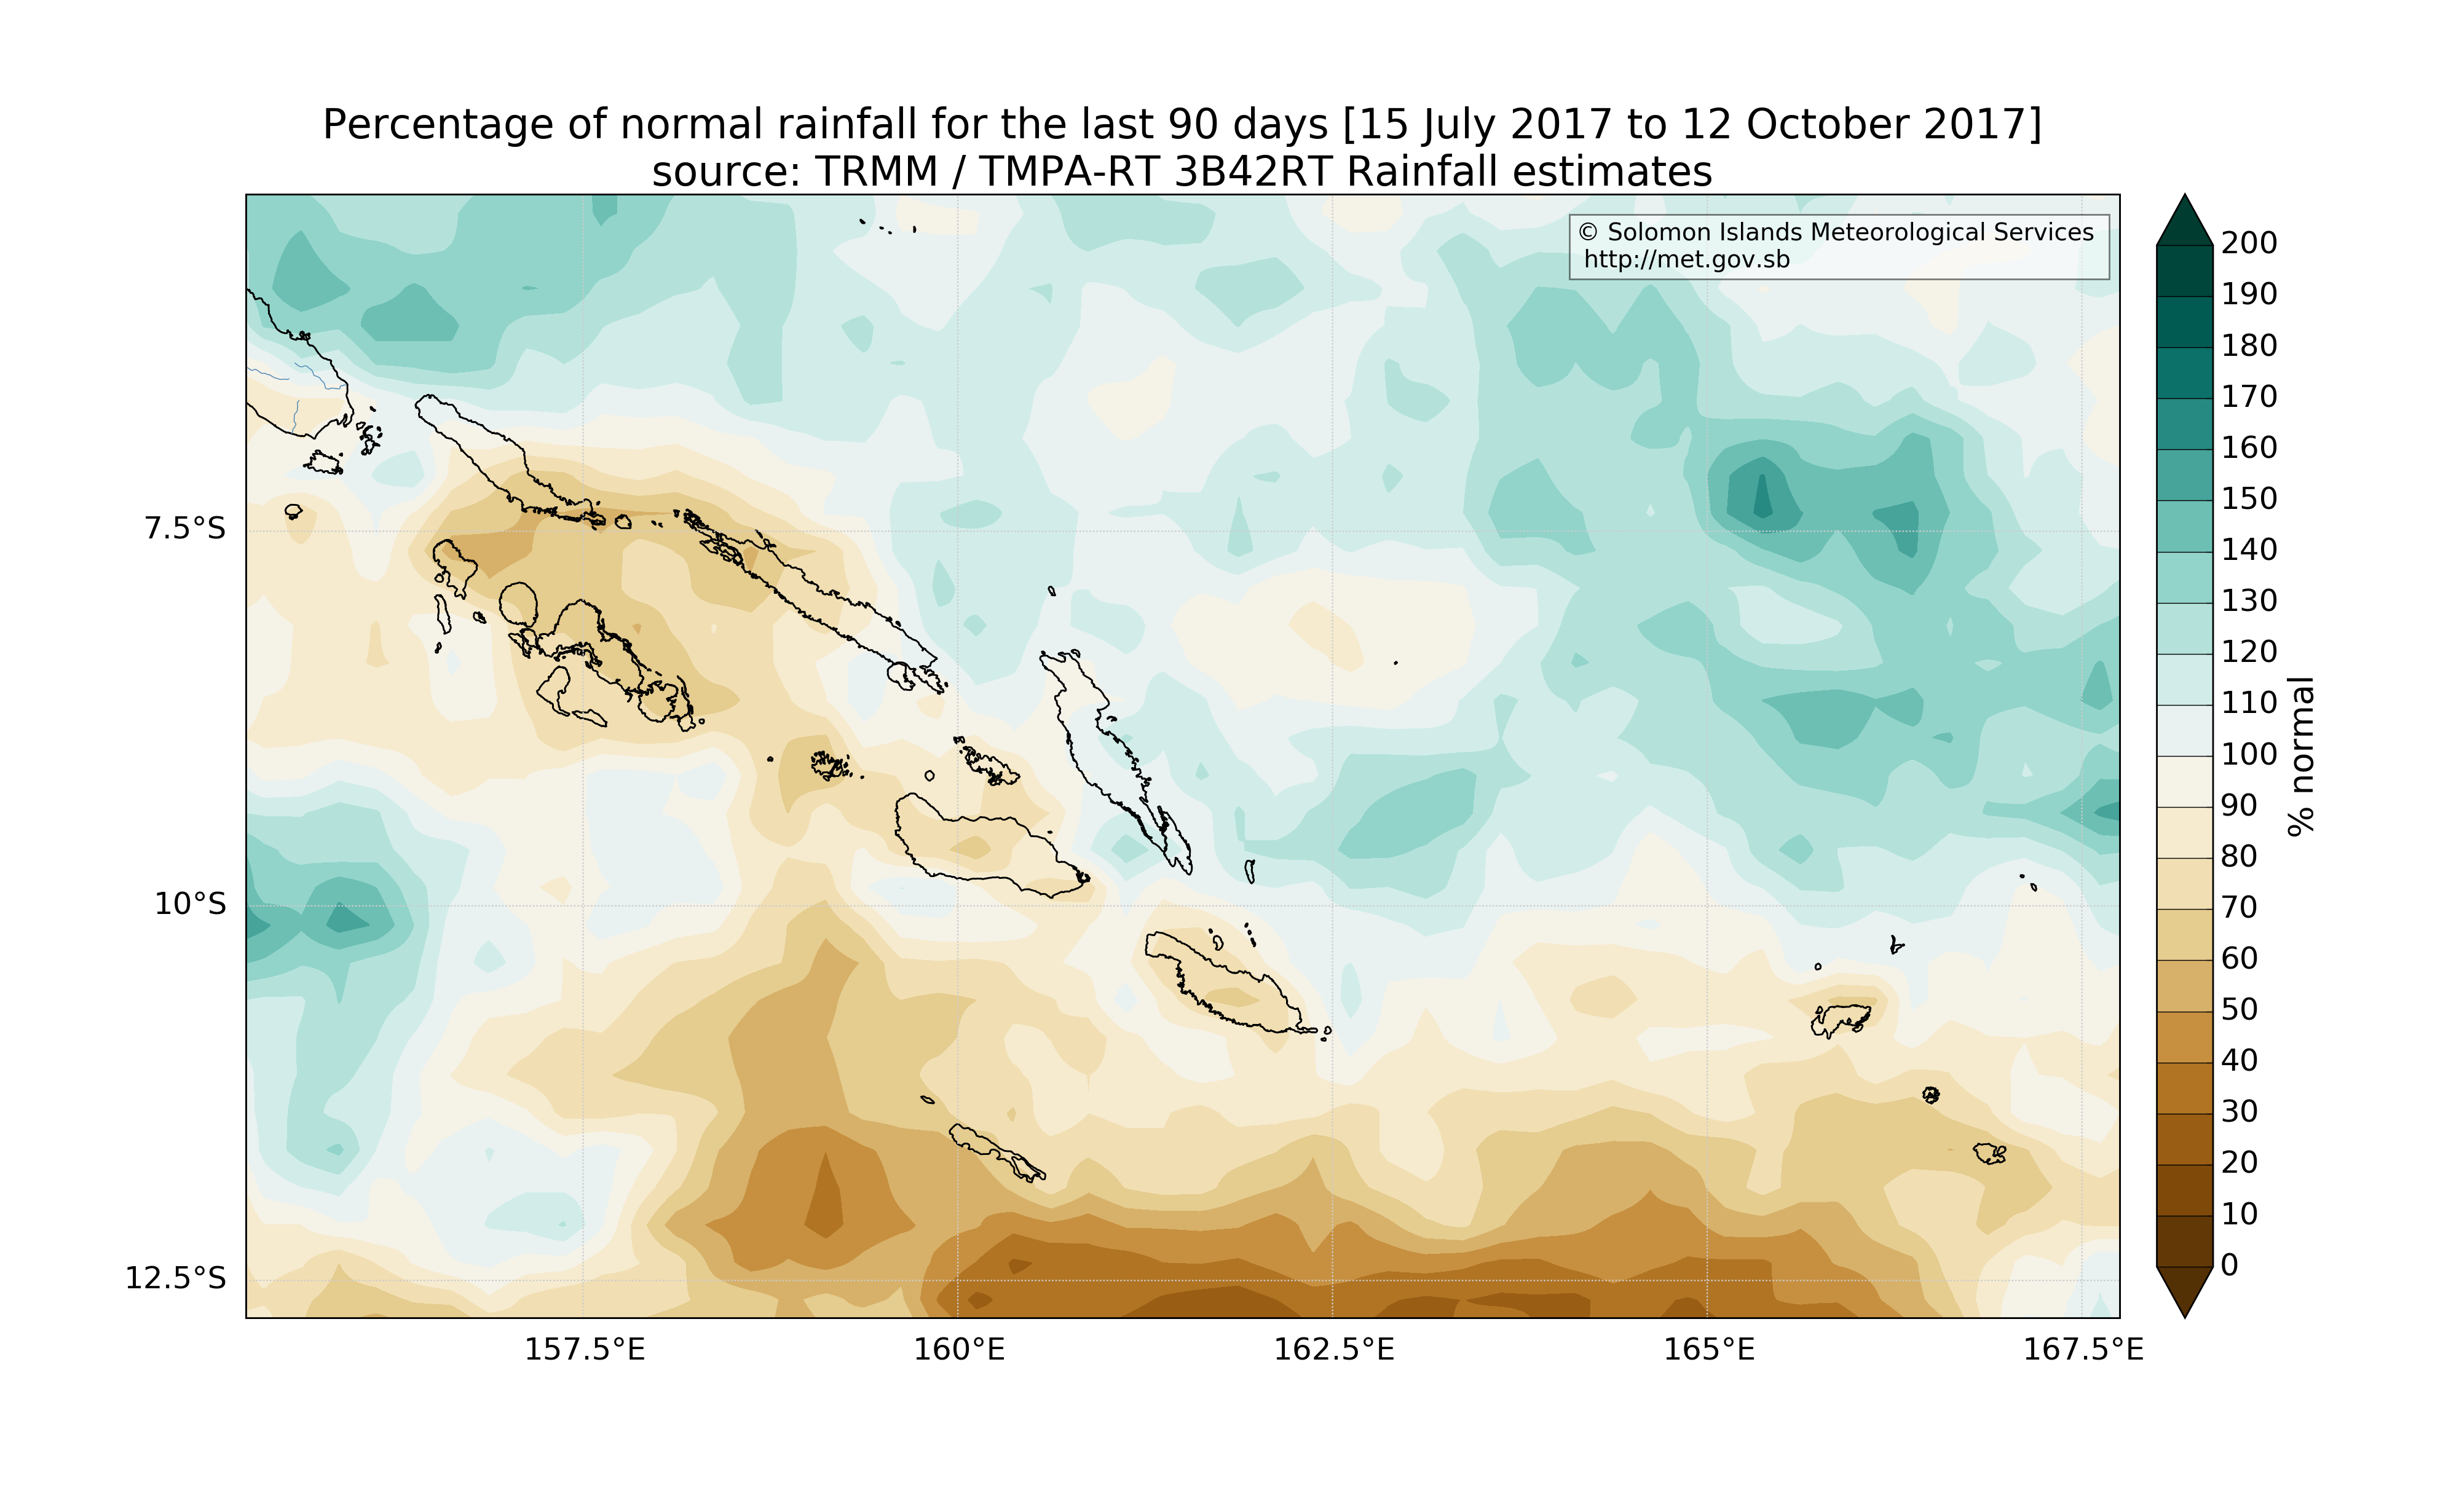 Percentage of normal rainfall for the last 90 days [15 July 2017 to 12 October 2017]
source: TRMM / TMPA-RT 3B42RT Rainfall estimates
© Solomon Islands Meteorological Services
http://met.gov.sb
7.5°S
10°S
12.5°S
157.5°E
160°E
162.5°E
165°E
167.5°E
200
190
180
170
160
150
140
130
120
110
100
90
80
70
60
50
40
30
20
10
0
% normal